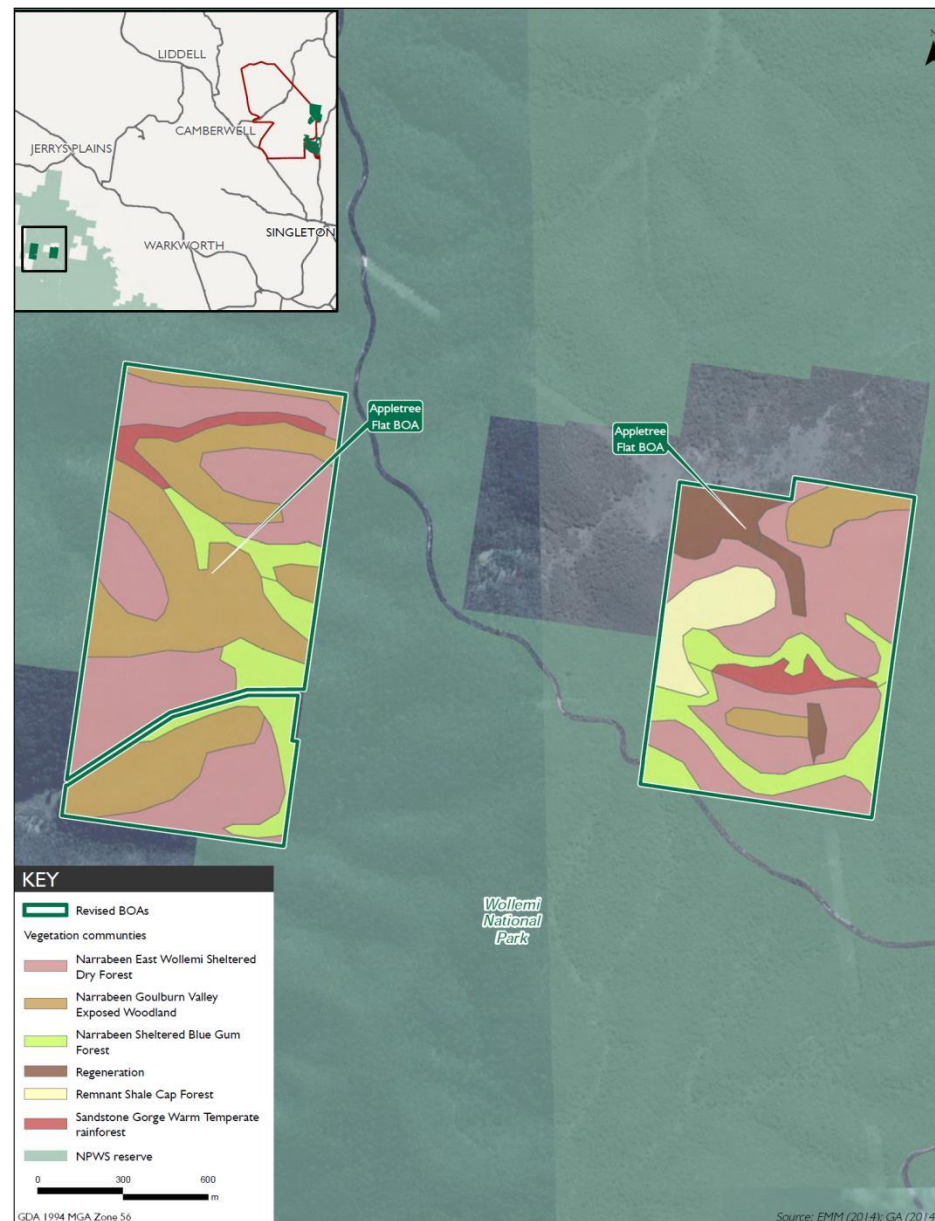 LIDDELL
CAMBERWELL
JERRYS PLAINS
SINGLETON
WARKWORTH
N
Appletree
Flat BOA
Appletree
Flat BOA
Wollemi
National
Park
KEY
Revised BOAs
Vegetation communties
Narrabeen East Wollemi Sheltered
Dry Forest
Narrabeen Goulburn Valley
Exposed Woodland
Narrabeen Sheltered Blue Gum
Forest
Regeneration
Remnant Shale Cap Forest
Sandstone Gorge Warm Temperate
rainforest
NPWS reserve
0 300 600
m
GDA 1994 MGA Zone 56
Source: EMM (2014); GA (2014